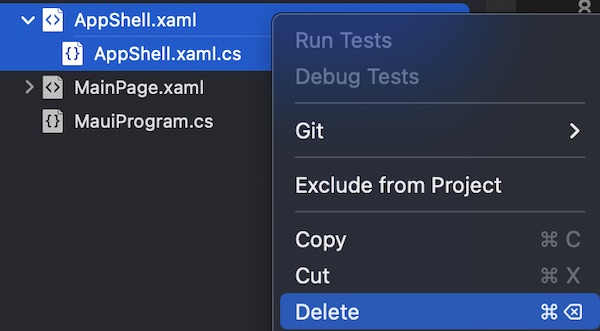 AppShell.xaml
AppShell.xaml.cs
MainPage.xaml
MauiProgram.cs
8
Run Tests
Debug Tests
Git
Exclude from Project
Copy ⌘ C
Cut ⌘ X
Delete ⌘ ⌫